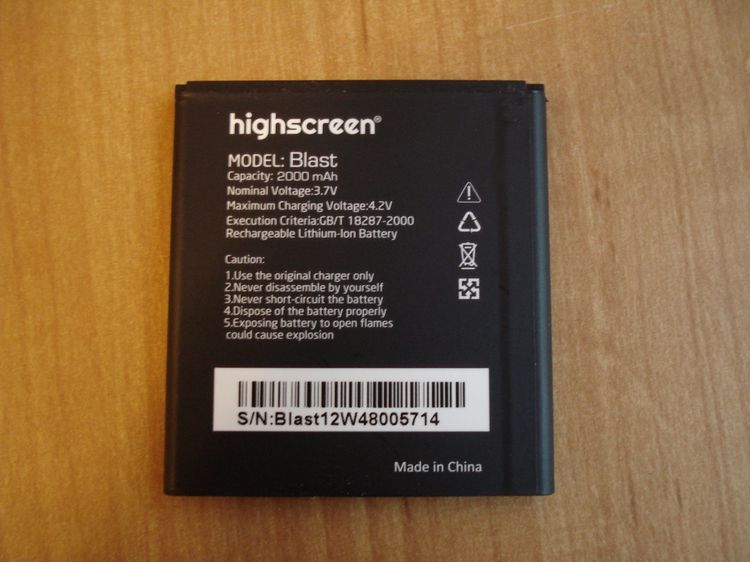 highscreen®
MODEL: Blast
Capacity: 2000 mAh
Nominal Voltage:3.7V
Maximum Charging Voltage:4.2V
Execution Criteria:GB/T 18287-2000
Rechargeable Lithium-Ion Battery
Caution:
1.Use the original charger only
2.Never disassemble by yourself
3.Never short-circuit the battery
4.Dispose of the battery properly
5.Exposing battery to open flames
could cause explosion
S/N:Blast12W48005714
Made in China